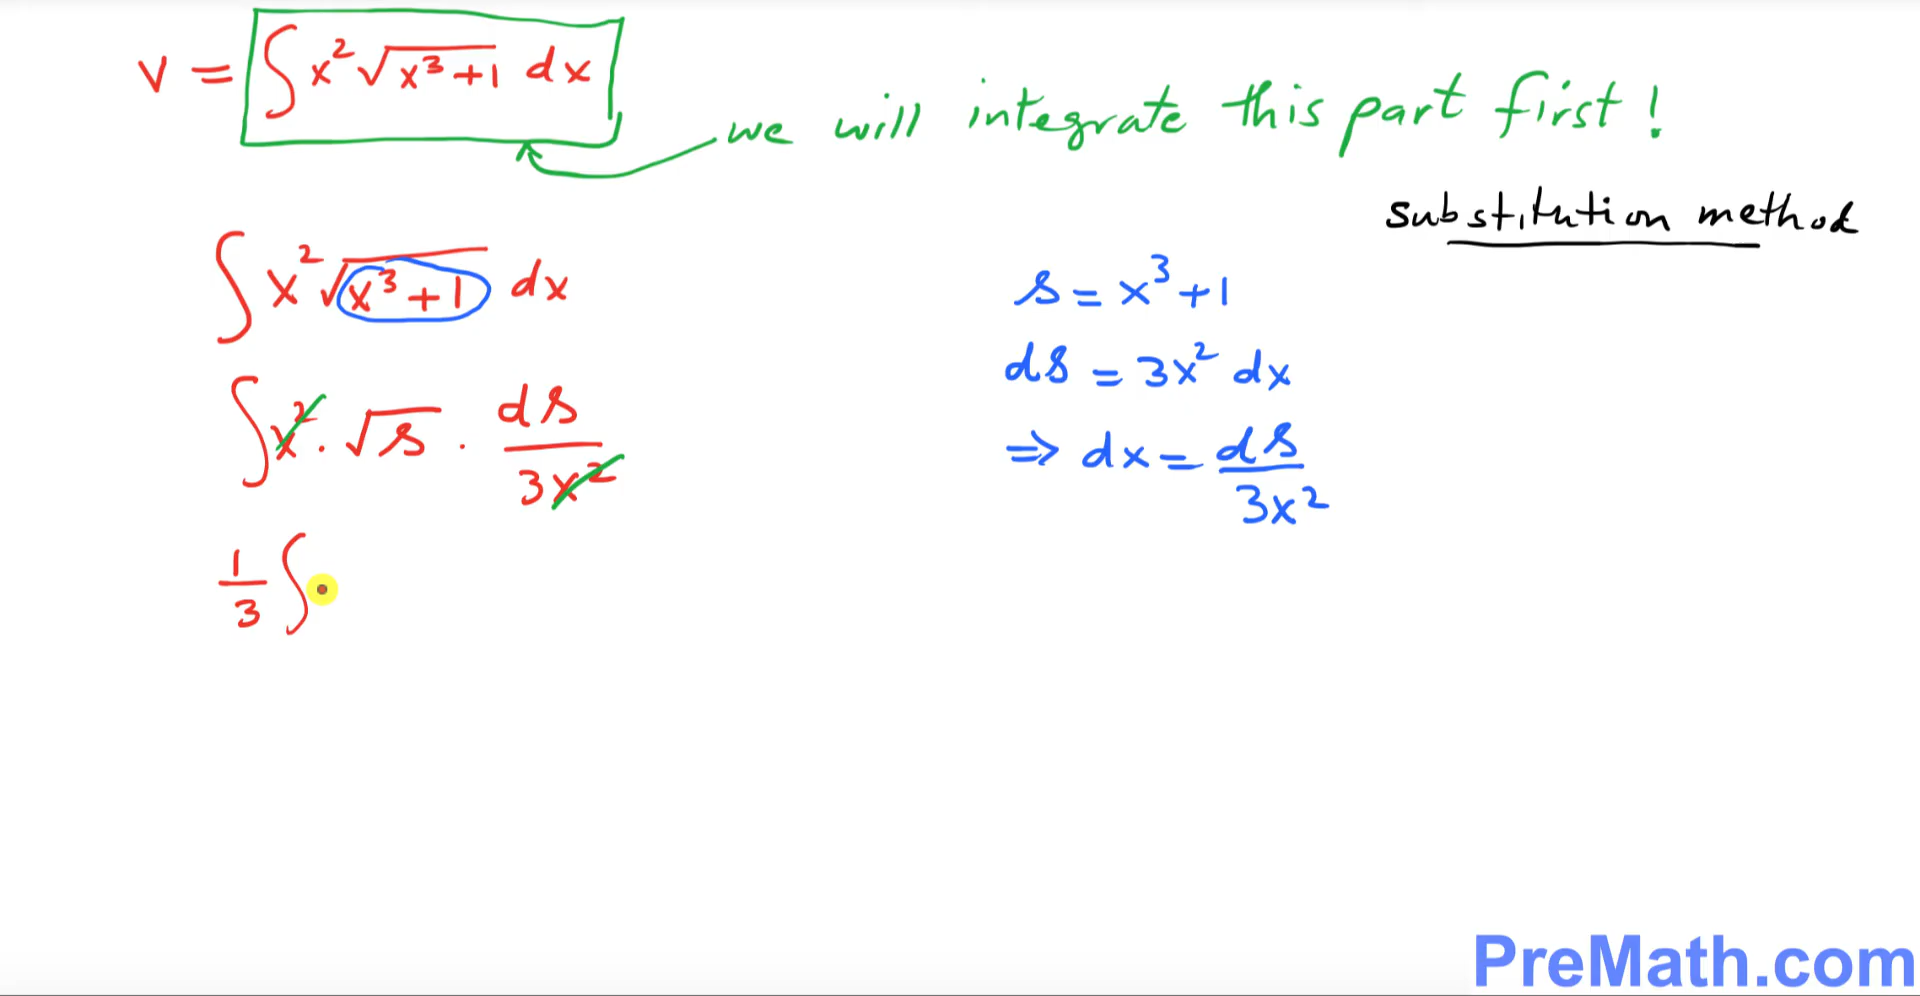 v = ∫ x² √(x³+1) dx
we will integrate this part first!
substitution method
∫ x² √(x³+1) dx
s = x³+1
ds = 3x² dx
∫ x² · √s · ds/3x²
⇒ dx = ds/3x²
1/3 ∫
PreMath.com